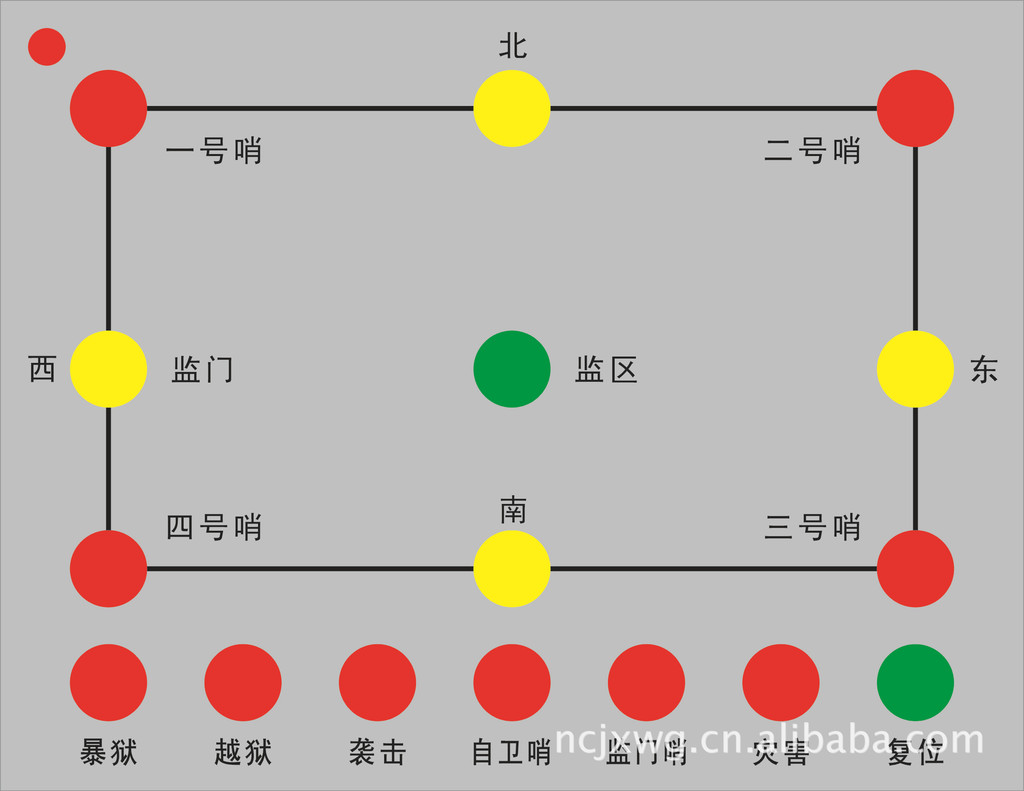 北
一号哨
二号哨
西
监门
监区
东
南
四号哨
三号哨
暴狱
越狱
袭击
自卫哨
监门哨
灾害
复位
ncjxwg.cn.alibaba.com